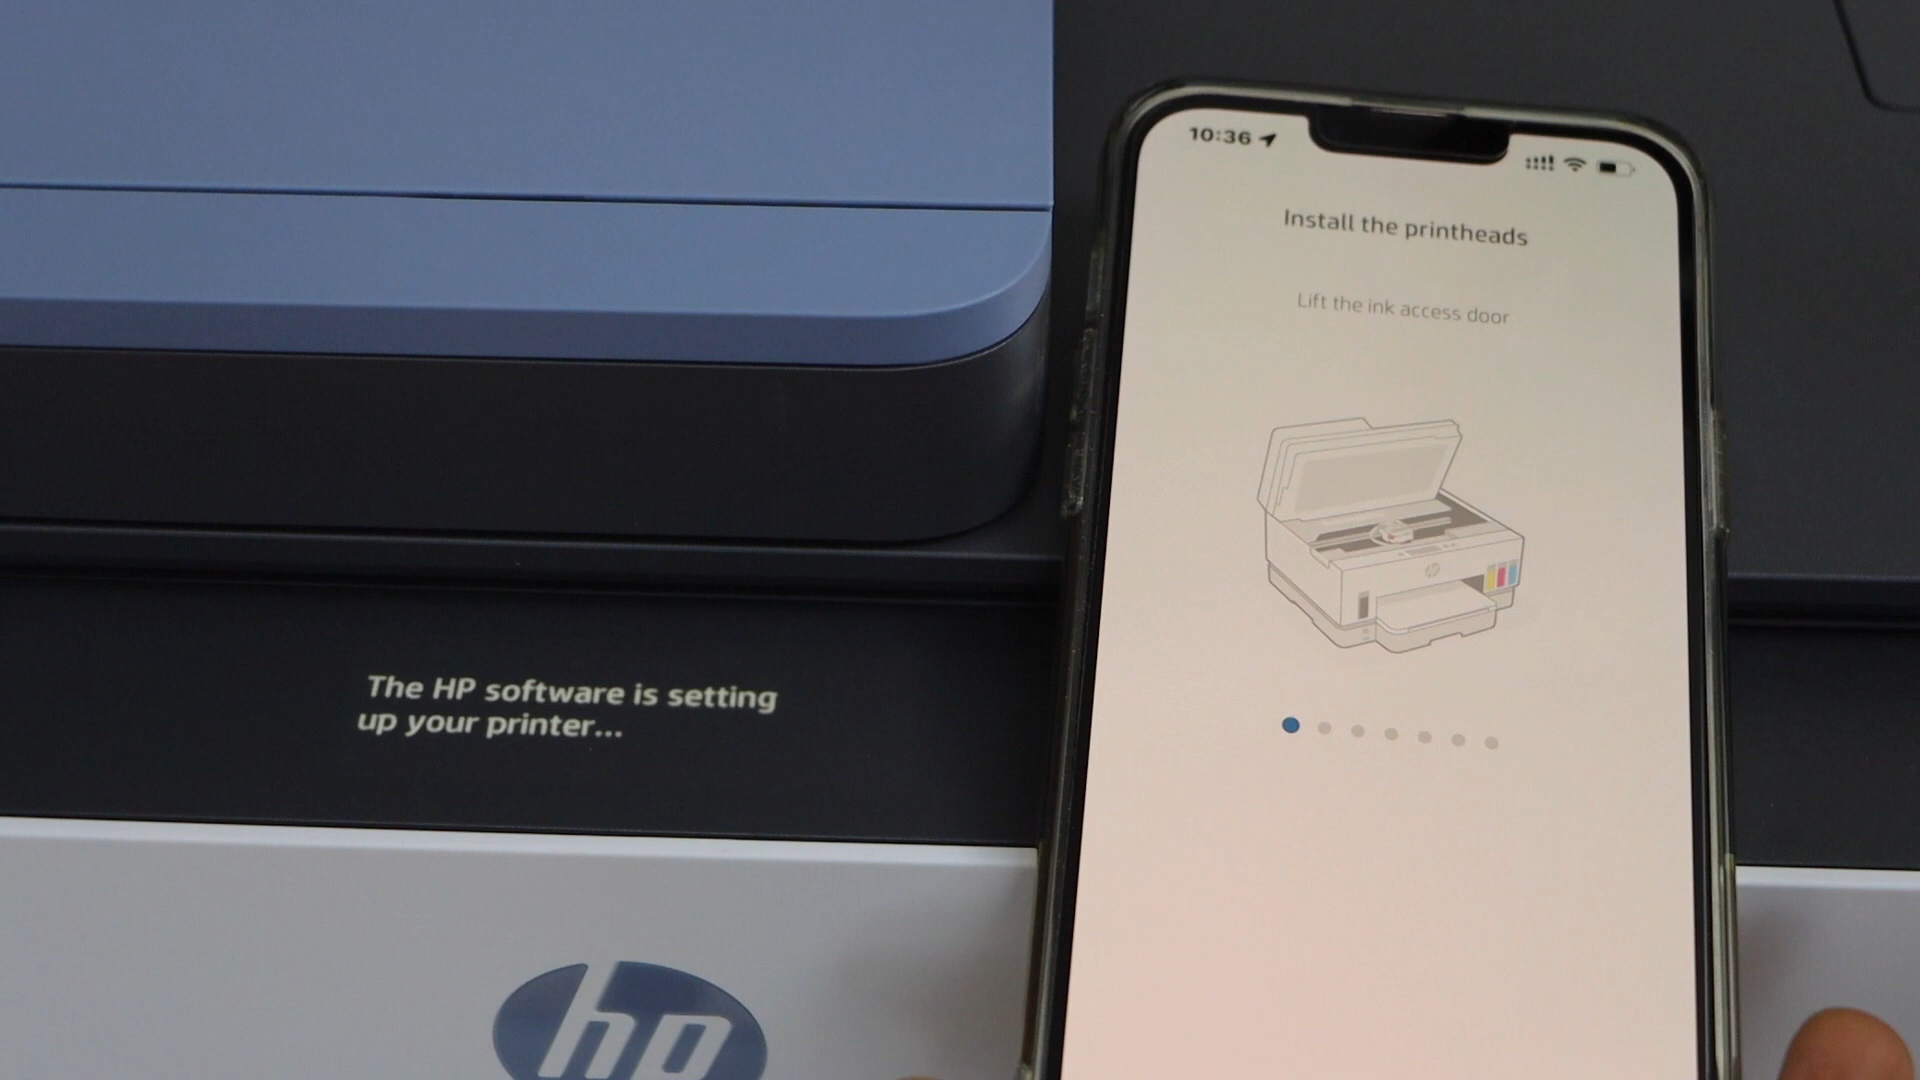 The HP software is setting
up your printer...
hp
10:36
Install the printheads
Lift the ink access door
hp